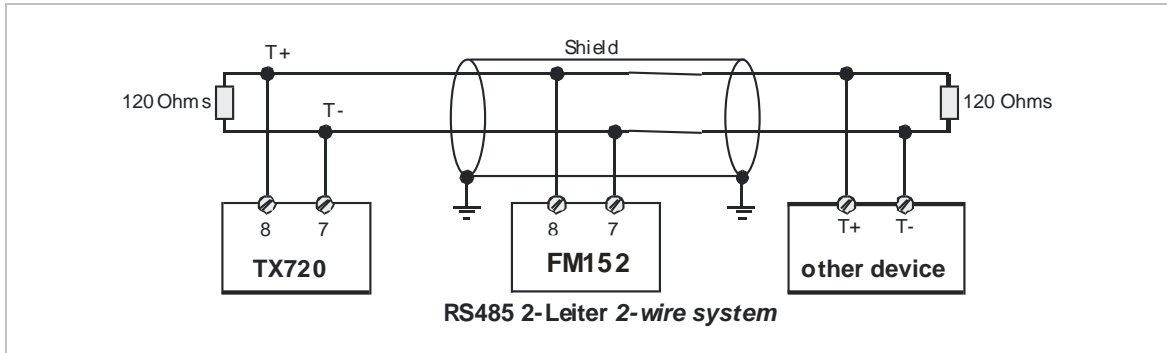 Shield
T+
120 Ohms
T-
120 Ohms
8 7
8 7
T+ T-
TX720
FM152
other device
RS485 2-Leiter 2-wire system